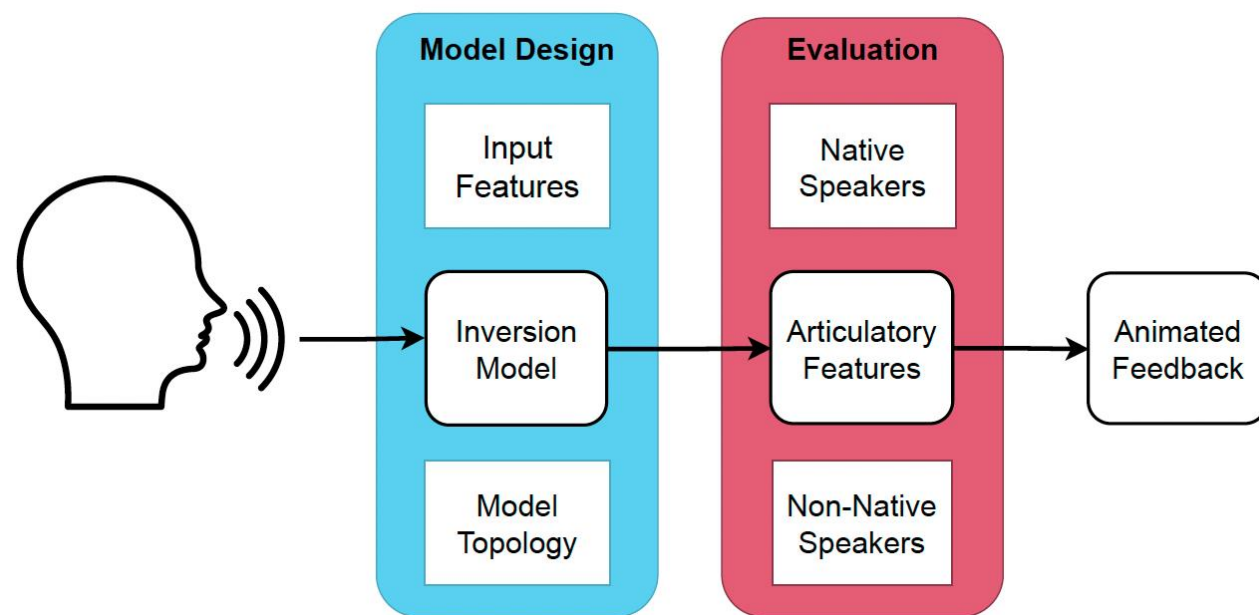 Model Design
Input
Features
Inversion
Model
Model
Topology
Evaluation
Native
Speakers
Articulatory
Features
Non-Native
Speakers
Animated
Feedback